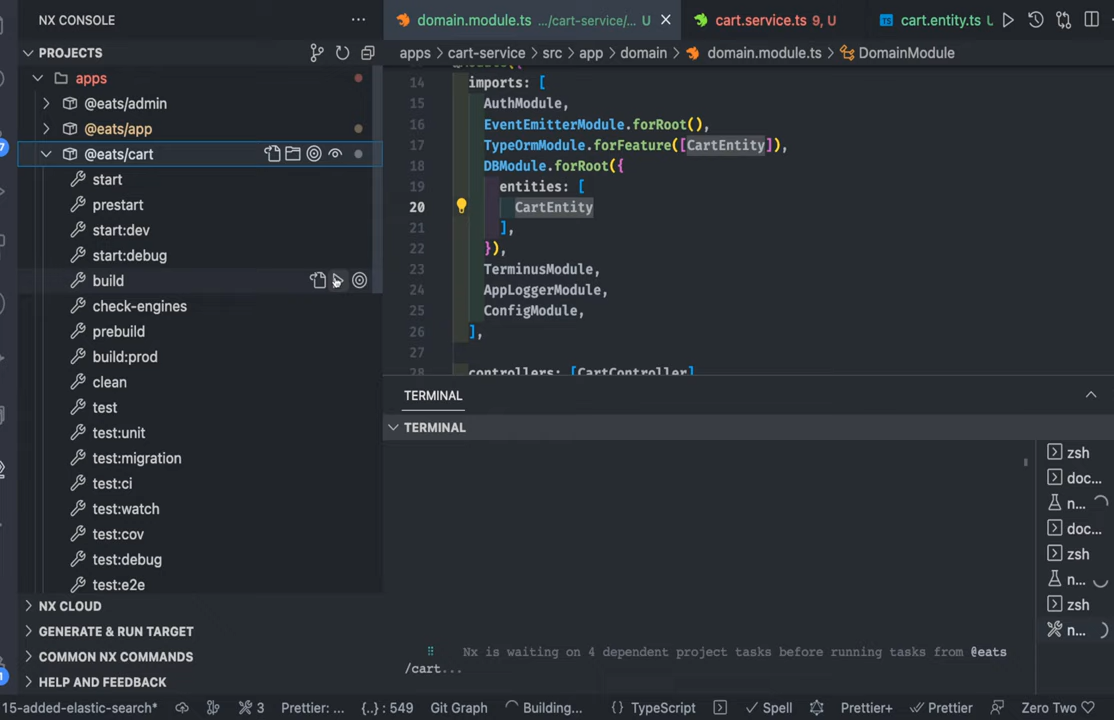 NX CONSOLE
PROJECTS
apps
@eats/admin
@eats/app
@eats/cart
start
prestart
start:dev
start:debug
build
check-engines
prebuild
build:prod
clean
test
test:unit
test:migration
test:ci
test:watch
test:cov
test:debug
test:e2e
NX CLOUD
GENERATE & RUN TARGET
COMMON NX COMMANDS
HELP AND FEEDBACK
domain.module.ts .../cart-service/... U
cart.service.ts 9, U
cart.entity.ts U
apps > cart-service > src > app > domain > domain.module.ts > DomainModule
14 imports: [
15 AuthModule,
16 EventEmitterModule.forRoot(),
17 TypeOrmModule.forFeature([CartEntity]),
18 DBModule.forRoot({
19 entities: [
20 CartEntity
21 ],
22 }),
23 TerminusModule,
24 AppLoggerModule,
25 ConfigModule,
26 ],
27
28 controllers: [CartController]
TERMINAL
TERMINAL
Nx is waiting on 4 dependent project tasks before running tasks from @eats
/cart...
zsh
doc...
n...
doc...
zsh
n...
zsh
n...
15-added-elastic-search* 3 Prettier: ... {..} : 549 Git Graph Building... {} TypeScript Spell Prettier+ Prettier Zero Two